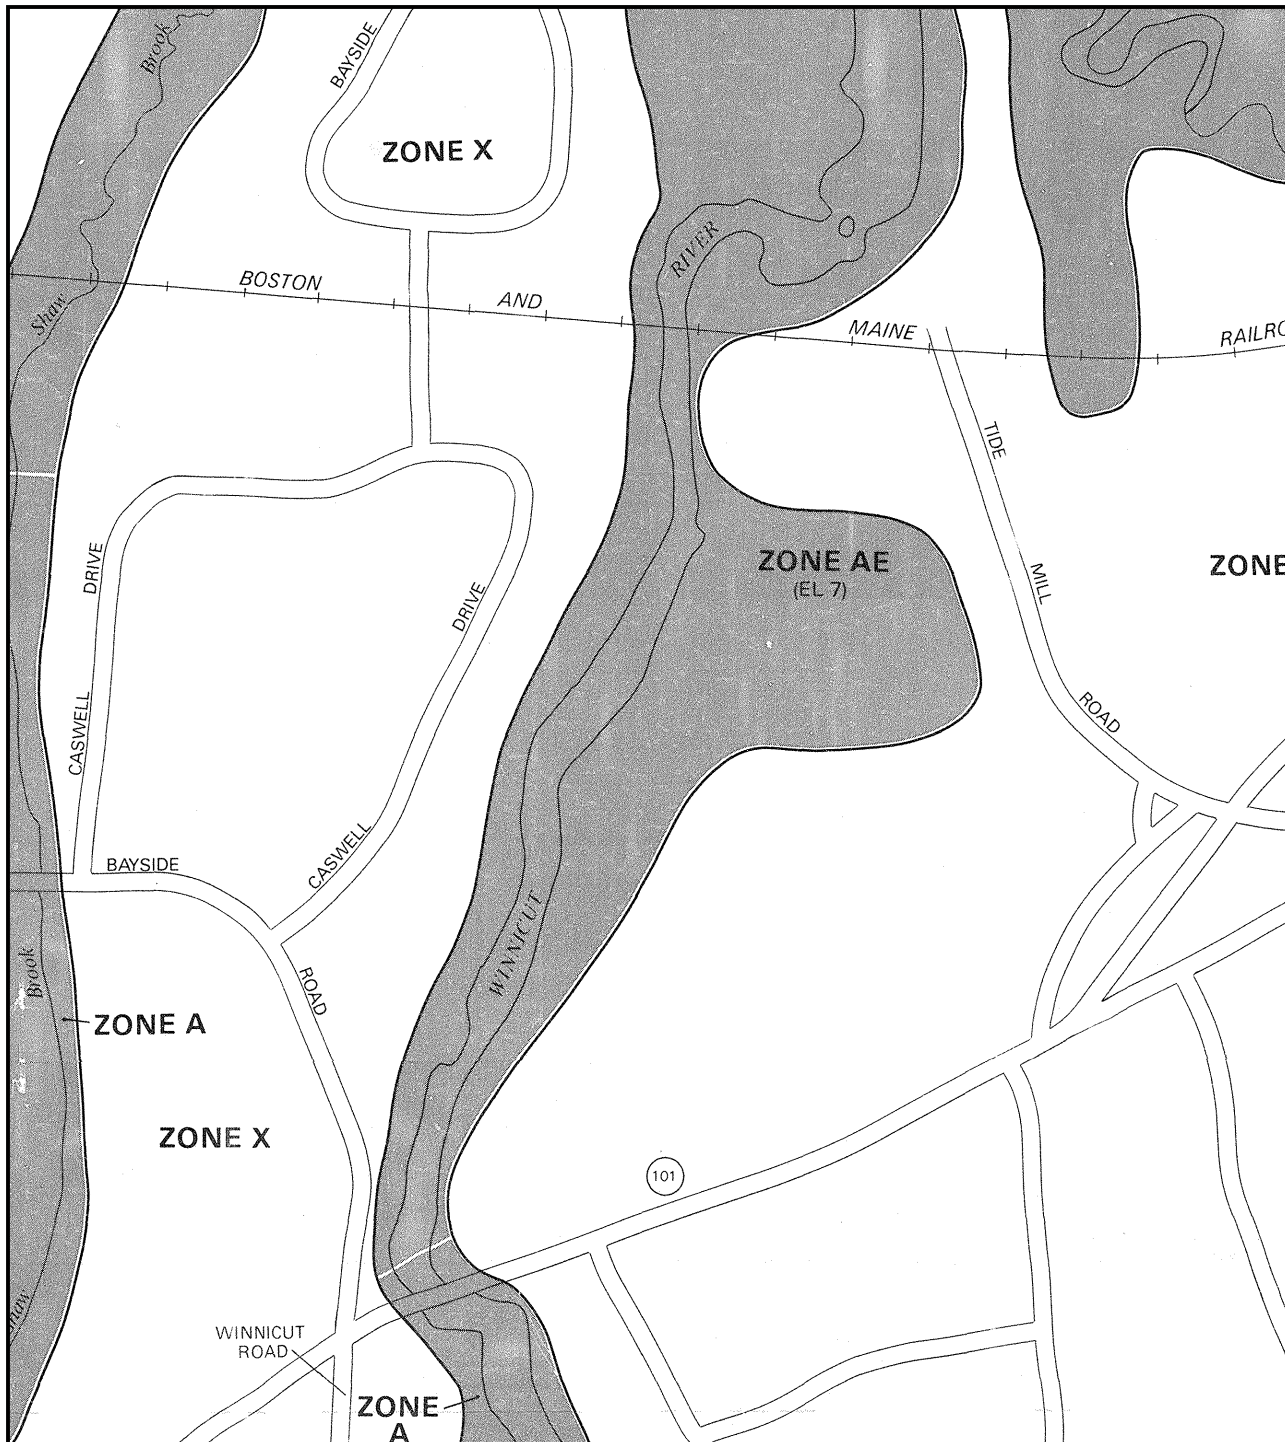 Brook
BAYSIDE
ZONE X
RIVER
BOSTON AND MAINE RAILRO
Shaw
TIDE MILL ROAD
DRIVE
DRIVE
ZONE AE
(EL 7)
ZONE
CASWELL
CASWELL
BAYSIDE ROAD
WINNICUT
Brook
ZONE A
ZONE X
101
haw
WINNICUT
ROAD
ZONE
A